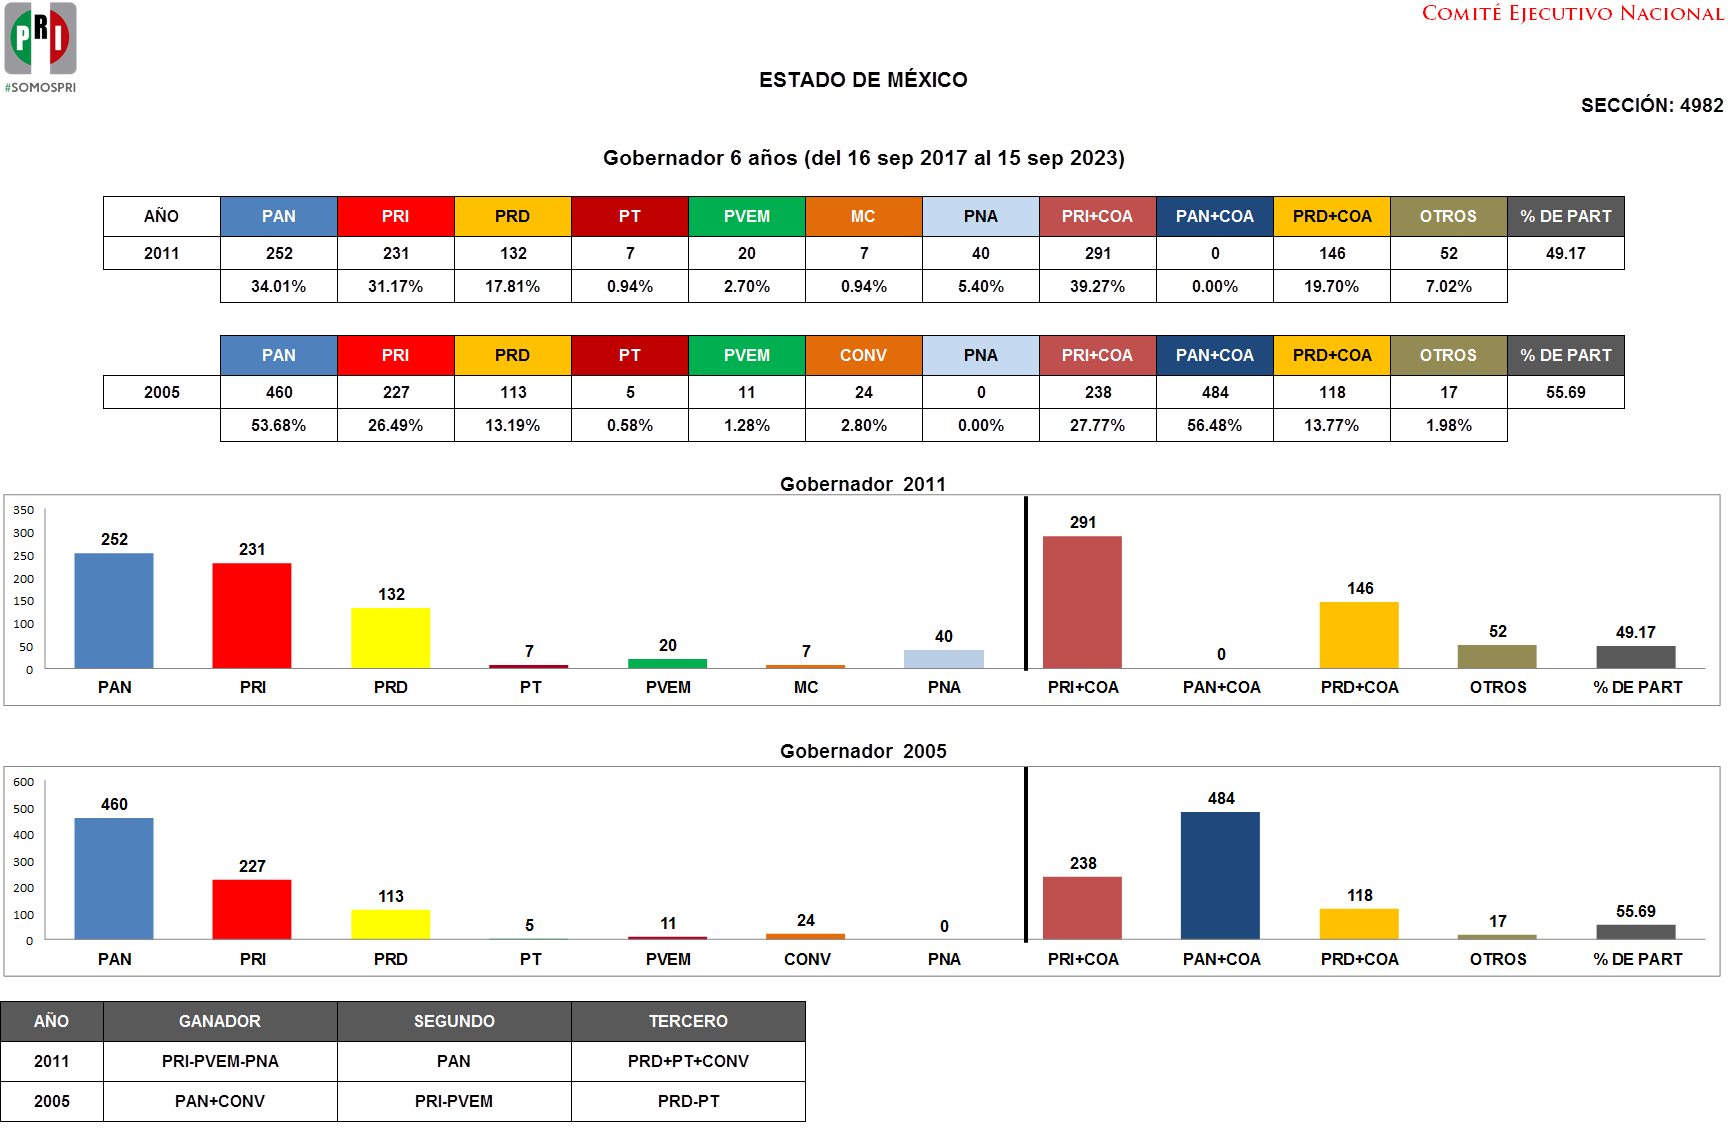 PRI
#SOMOSPRI
COMITÉ EJECUTIVO NACIONAL
ESTADO DE MÉXICO
SECCIÓN: 4982
Gobernador 6 años (del 16 sep 2017 al 15 sep 2023)
AÑO PAN PRI PRD PT PVEM MC PNA PRI+COA PAN+COA PRD+COA OTROS % DE PART
2011 252 231 132 7 20 7 40 291 0 146 52 49.17
34.01% 31.17% 17.81% 0.94% 2.70% 0.94% 5.40% 39.27% 0.00% 19.70% 7.02%
PAN PRI PRD PT PVEM CONV PNA PRI+COA PAN+COA PRD+COA OTROS % DE PART
2005 460 227 113 5 11 24 0 238 484 118 17 55.69
53.68% 26.49% 13.19% 0.58% 1.28% 2.80% 0.00% 27.77% 56.48% 13.77% 1.98%
Gobernador 2011
350
300
250
200
150
100
50
0
252 231 132 7 20 7 40 291 0 146 52 49.17
PAN PRI PRD PT PVEM MC PNA PRI+COA PAN+COA PRD+COA OTROS % DE PART
Gobernador 2005
600
500
400
300
200
100
0
460 227 113 5 11 24 0 238 484 118 17 55.69
PAN PRI PRD PT PVEM CONV PNA PRI+COA PAN+COA PRD+COA OTROS % DE PART
AÑO GANADOR SEGUNDO TERCERO
2011 PRI-PVEM-PNA PAN PRD+PT+CONV
2005 PAN+CONV PRI-PVEM PRD-PT